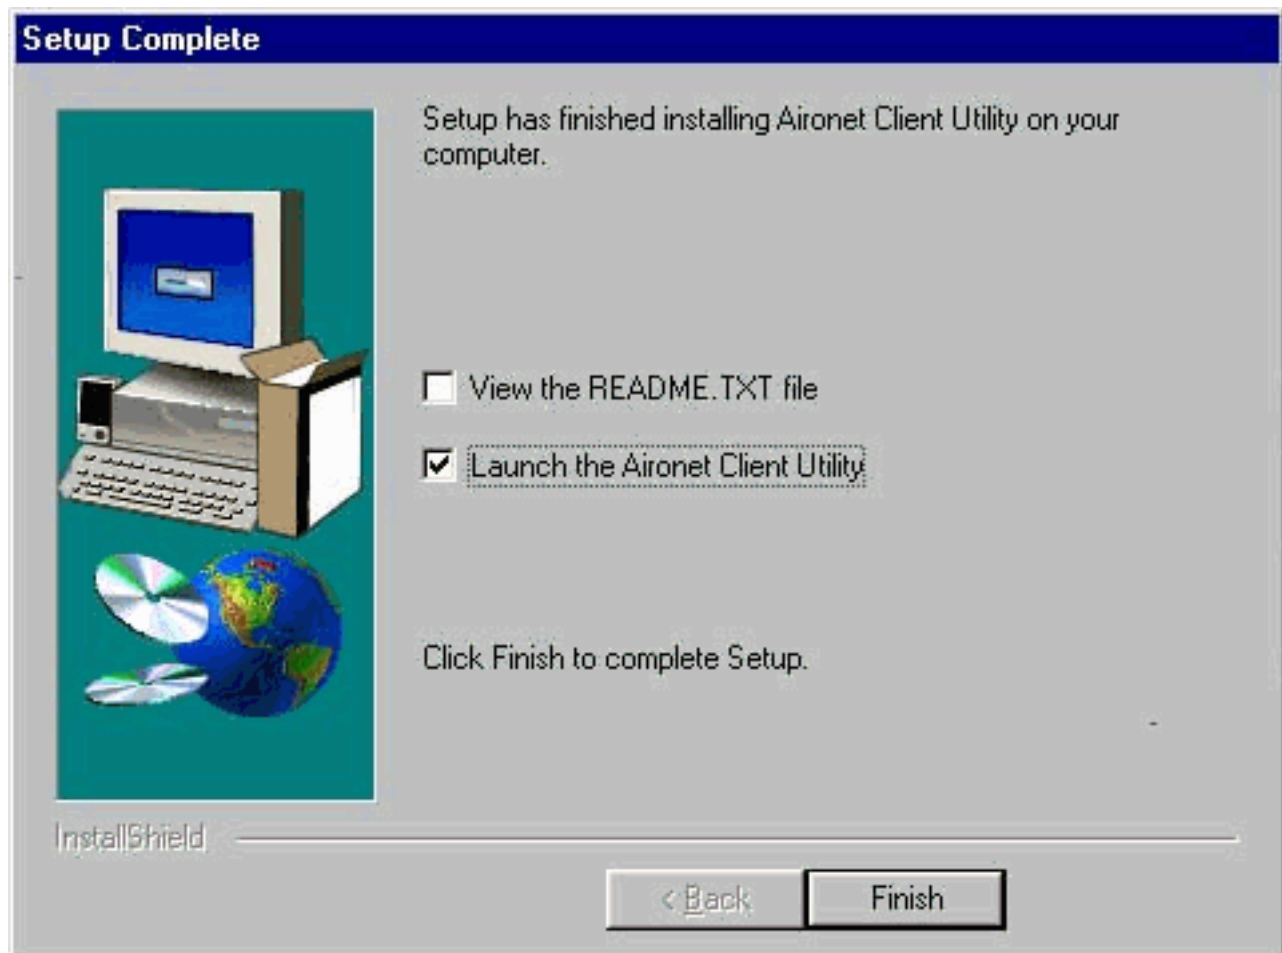 Setup Complete
Setup has finished installing Aironet Client Utility on your
computer.
View the README.TXT file
Launch the Aironet Client Utility
Click Finish to complete Setup.
InstallShield
< Back
Finish